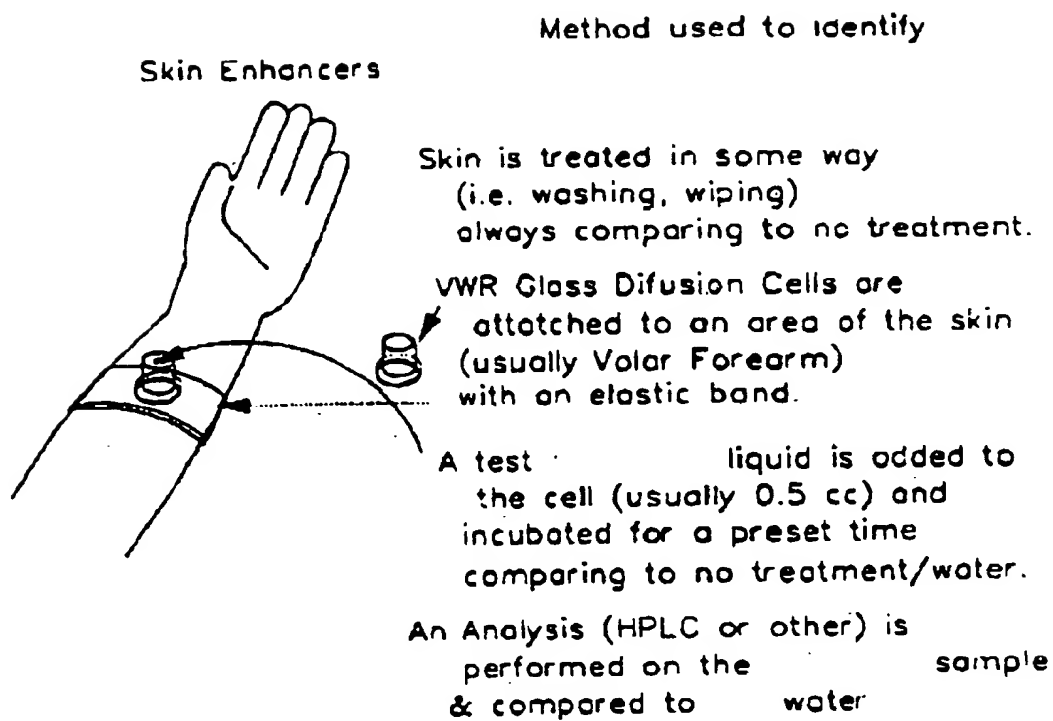 Method used to Identify
Skin Enhancers
Skin is treated in some way
(i.e. washing, wiping)
always comparing to no treatment.
VWR Glass Difusion Cells are
attatched to an area of the skin
(usually Volar Forearm)
with an elastic band.
A test liquid is added to
the cell (usually 0.5 cc) and
incubated for a preset time
comparing to no treatment/water.
An Analysis (HPLC or other) is
performed on the sample
& compared to water